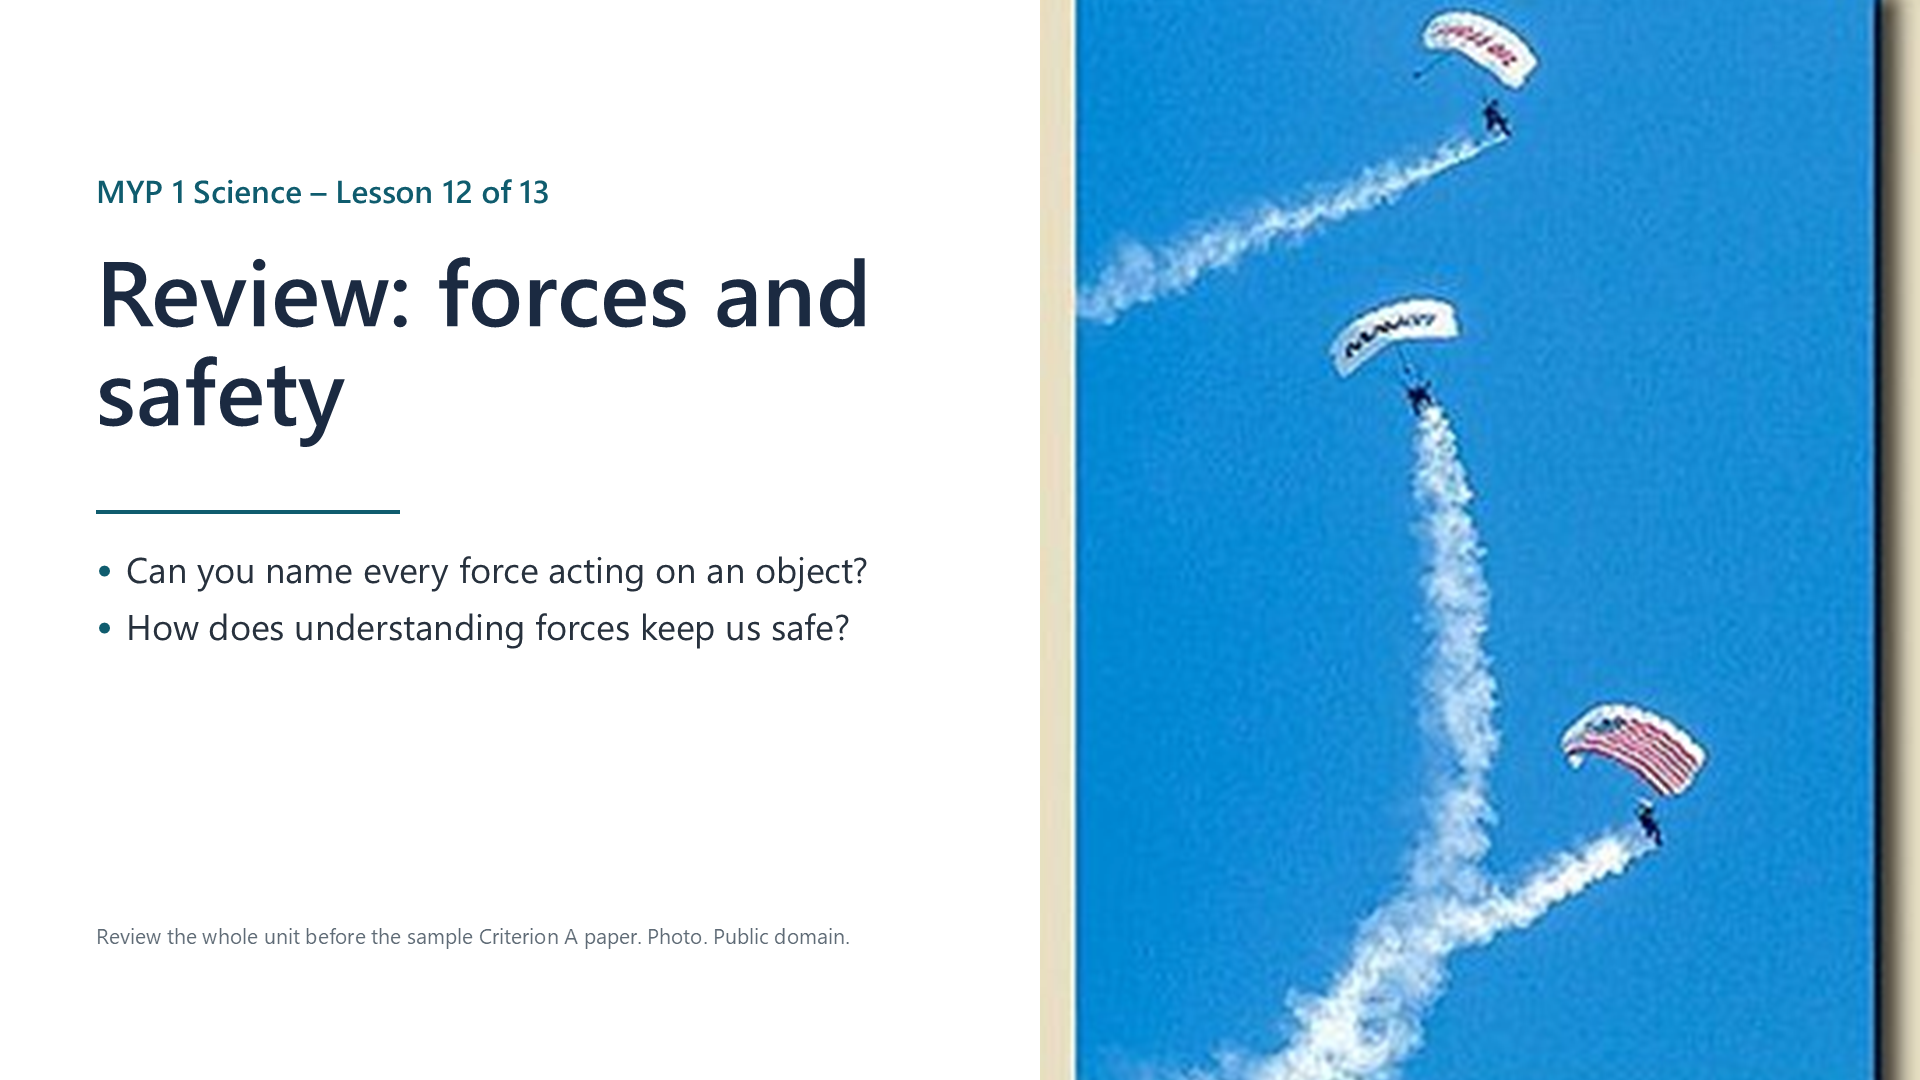 MYP 1 Science – Lesson 12 of 13
Review: forces and
safety
• Can you name every force acting on an object?
• How does understanding forces keep us safe?
Review the whole unit before the sample Criterion A paper. Photo. Public domain.